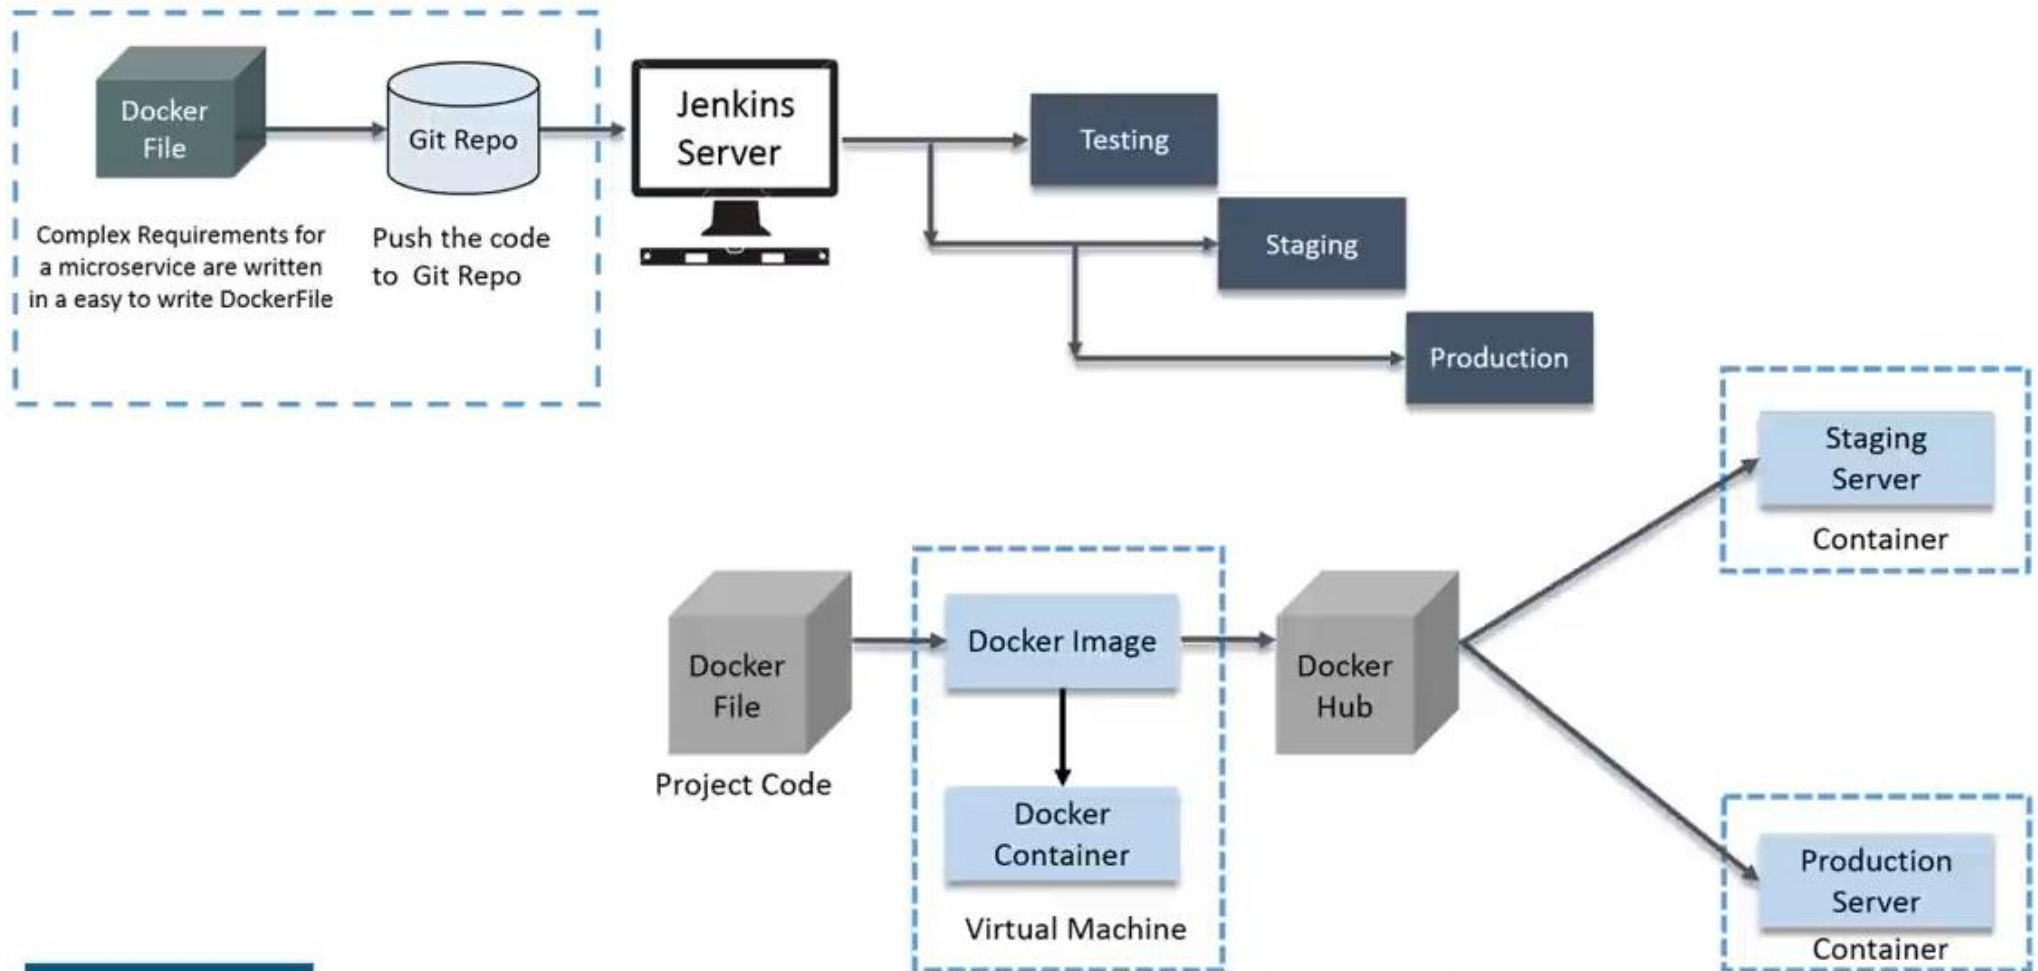 Docker
File
Git Repo
Jenkins
Server
Testing
Complex Requirements for
a microservice are written
in a easy to write DockerFile
Push the code
to Git Repo
Staging
Production
Staging
Server
Container
Docker
File
Project Code
Docker Image
Docker
Container
Virtual Machine
Docker
Hub
Production
Server
Container